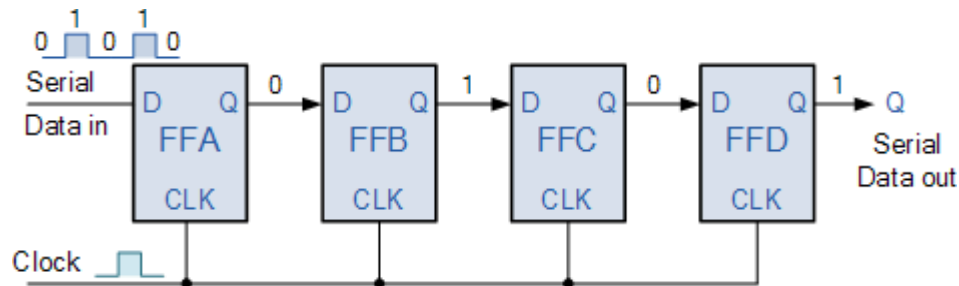 0 1 0 1 0
Serial
Data in
D Q 0 D Q 1 D Q 0 D Q 1 Q
FFA FFB FFC FFD
Serial
Data out
CLK CLK CLK CLK
Clock